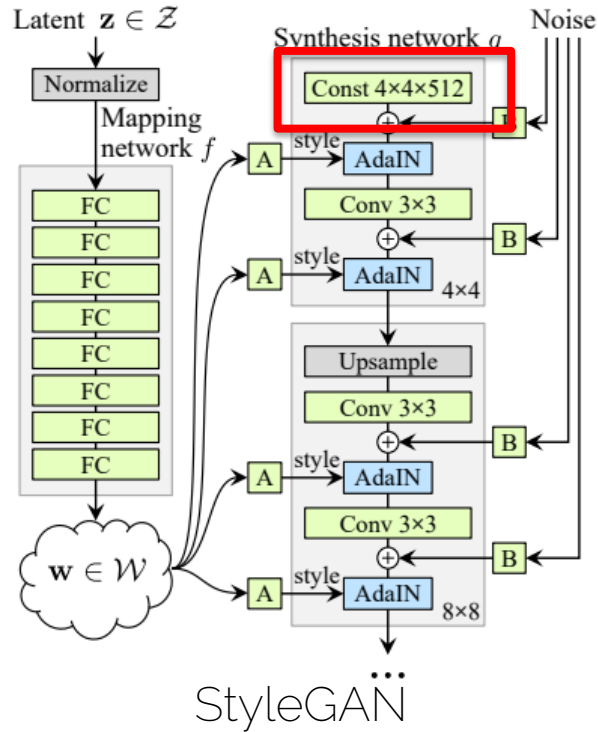 Latent z ∈ Z
Normalize
Mapping
network f
FC
FC
FC
FC
FC
FC
FC
FC
w ∈ W
Synthesis network g
Noise
Const 4×4×512
B
A
style
AdaIN
Conv 3×3
B
A
style
AdaIN
4×4
Upsample
Conv 3×3
B
A
style
AdaIN
Conv 3×3
B
A
style
AdaIN
8×8
...
StyleGAN